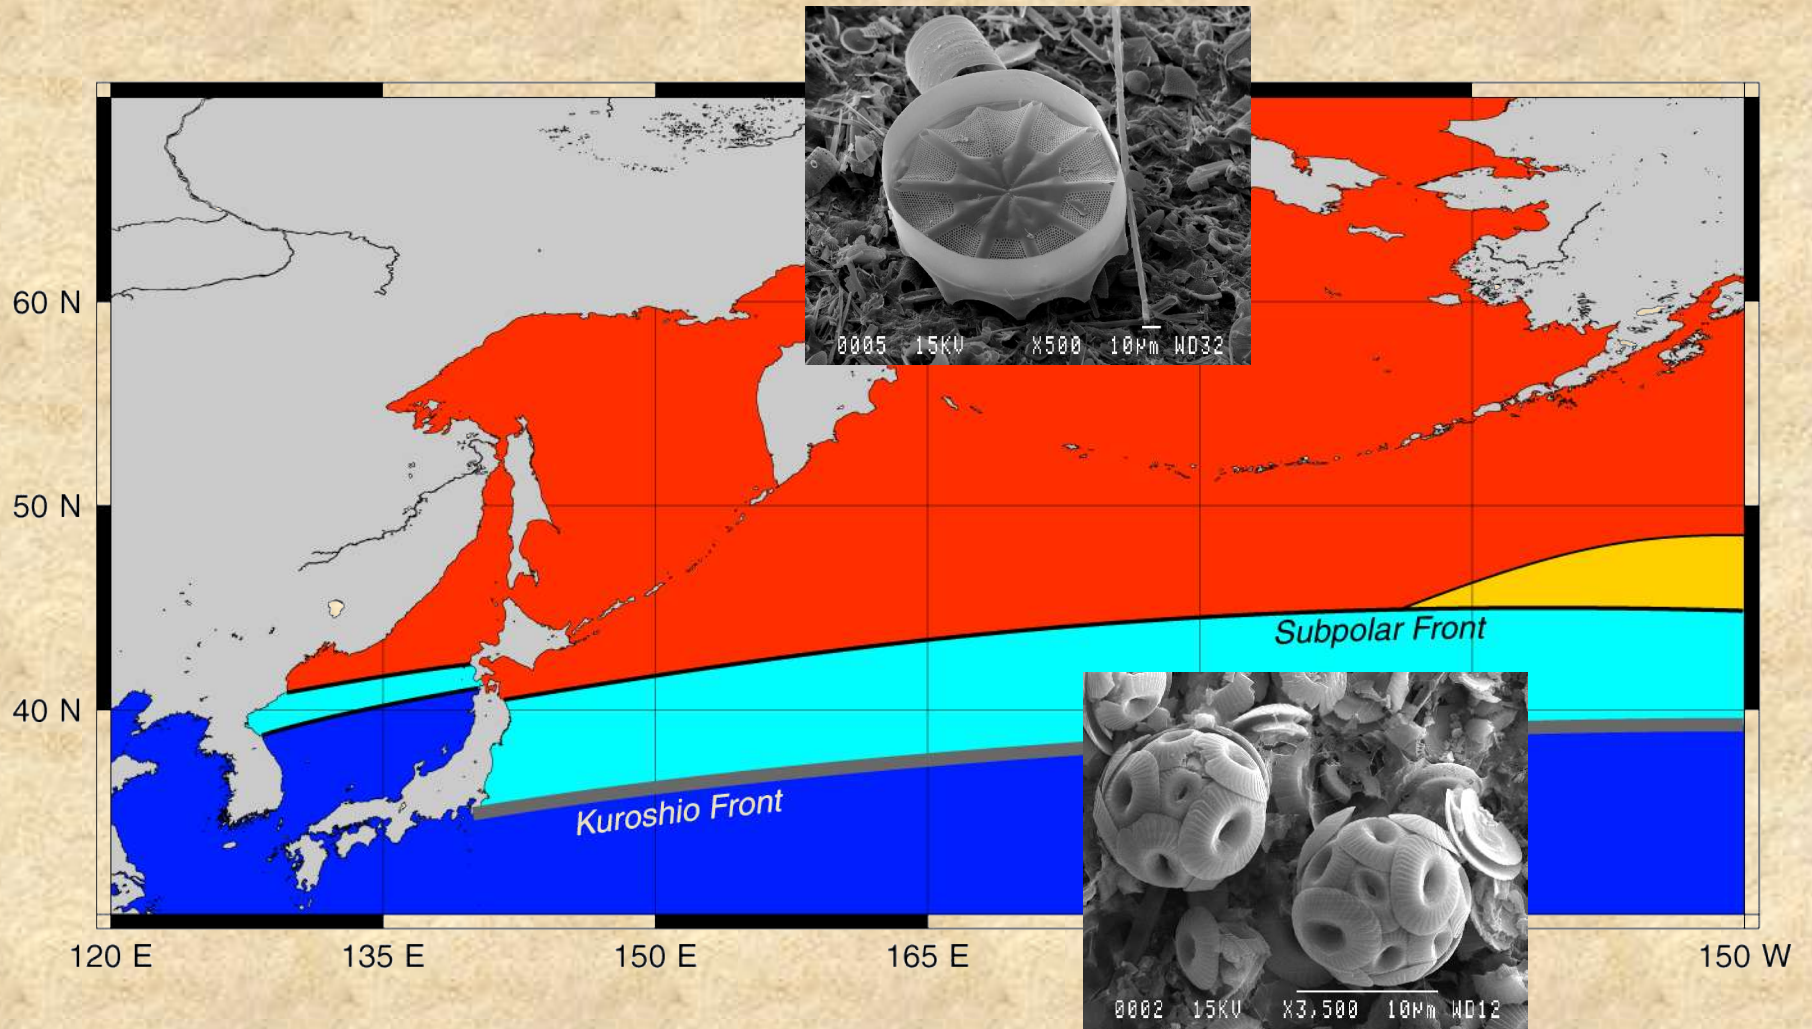 0005 15KV X500 10µm WD32
60 N
50 N
Subpolar Front
40 N
Kuroshio Front
120 E 135 E 150 E 165 E 150 W
0002 15KV X3,500 10µm WD12